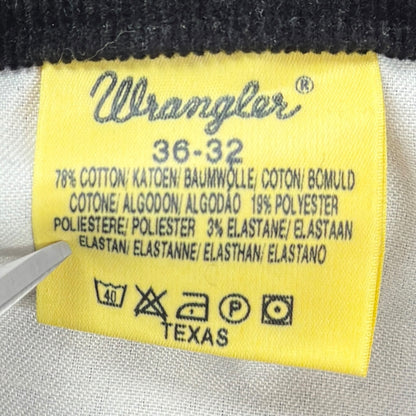 Wrangler®
36-32
78% COTTON/ KATOEN/ BAUMWOLLE/ COTON/ BOMULD
COTONE/ ALGODON/ ALGODÃO 19% POLYESTER
POLIESTERE/ POLIESTER 3% ELASTANE/ ELASTAAN
ELASTAN/ ELASTANNE/ ELASTHAN/ ELASTANO
40 P
TEXAS